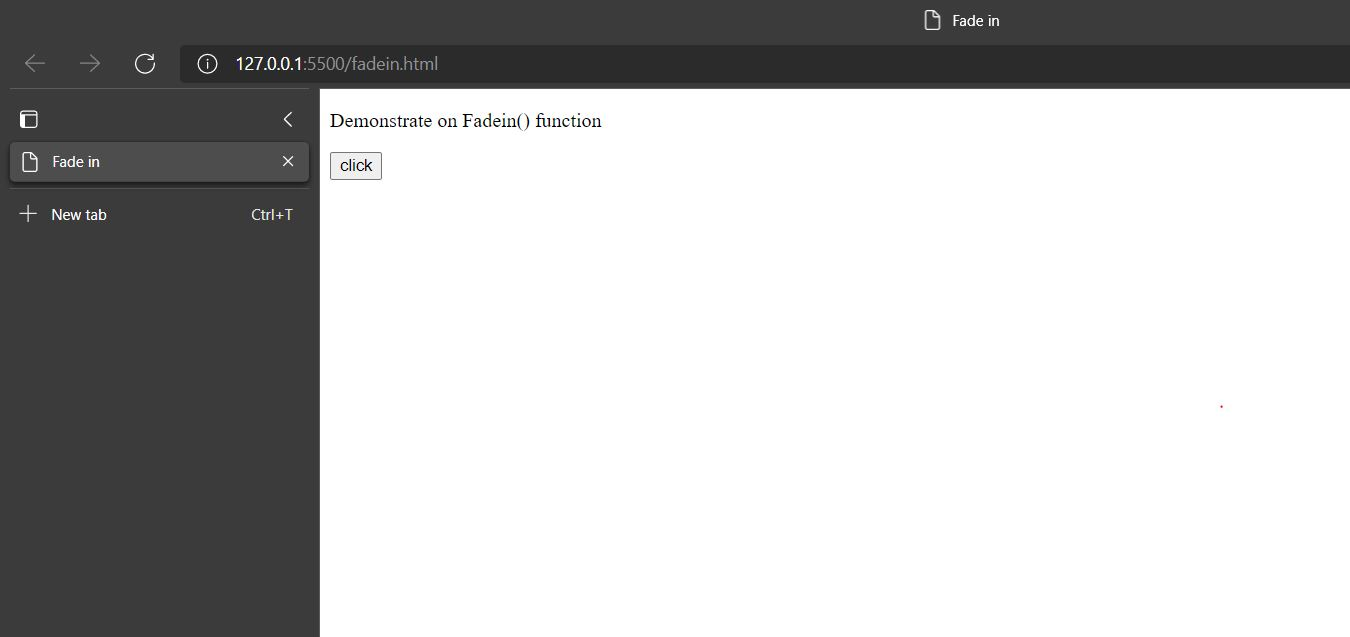 Fade in
127.0.0.1:5500/fadein.html
Fade in
New tab Ctrl+T
Demonstrate on Fadein() function
click